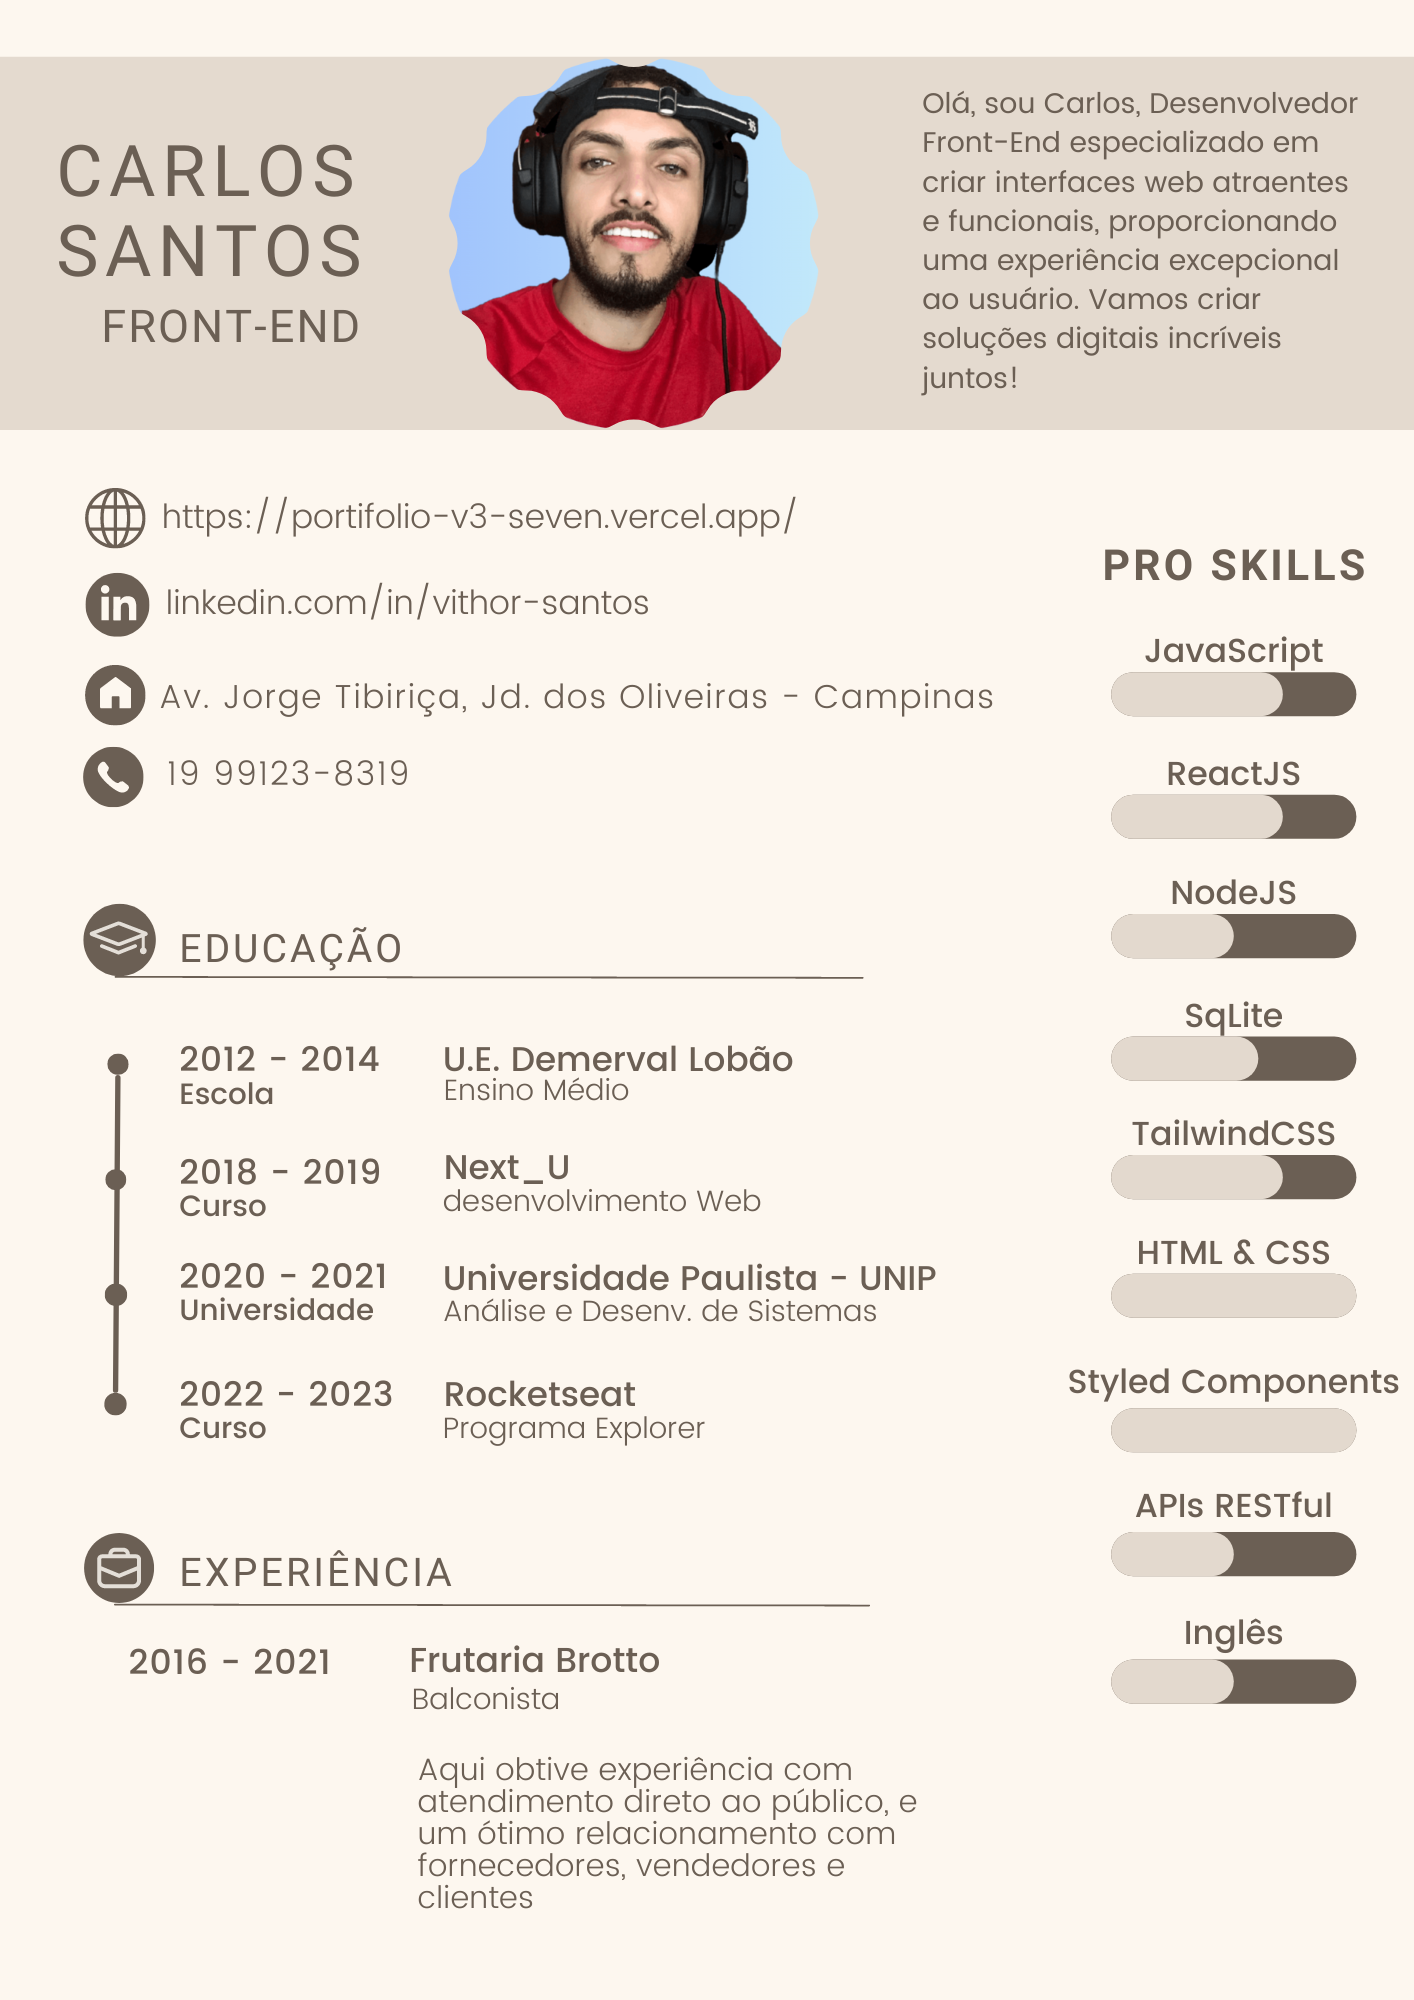 CARLOS
SANTOS
FRONT-END
Olá, sou Carlos, Desenvolvedor
Front-End especializado em
criar interfaces web atraentes
e funcionais, proporcionando
uma experiência excepcional
ao usuário. Vamos criar
soluções digitais incríveis
juntos!
https://portifolio-v3-seven.vercel.app/
in linkedin.com/in/vithor-santos
Av. Jorge Tibiriça, Jd. dos Oliveiras - Campinas
19 99123-8319
EDUCAÇÃO
2012 - 2014 U.E. Demerval Lobão
Escola Ensino Médio
2018 - 2019 Next_U
Curso desenvolvimento Web
2020 - 2021 Universidade Paulista - UNIP
Universidade Análise e Desenv. de Sistemas
2022 - 2023 Rocketseat
Curso Programa Explorer
EXPERIÊNCIA
2016 - 2021 Frutaria Brotto
Balconista
Aqui obtive experiência com
atendimento direto ao público, e
um ótimo relacionamento com
fornecedores, vendedores e
clientes
PRO SKILLS
JavaScript
ReactJS
NodeJS
SqLite
TailwindCSS
HTML & CSS
Styled Components
APIs RESTful
Inglês